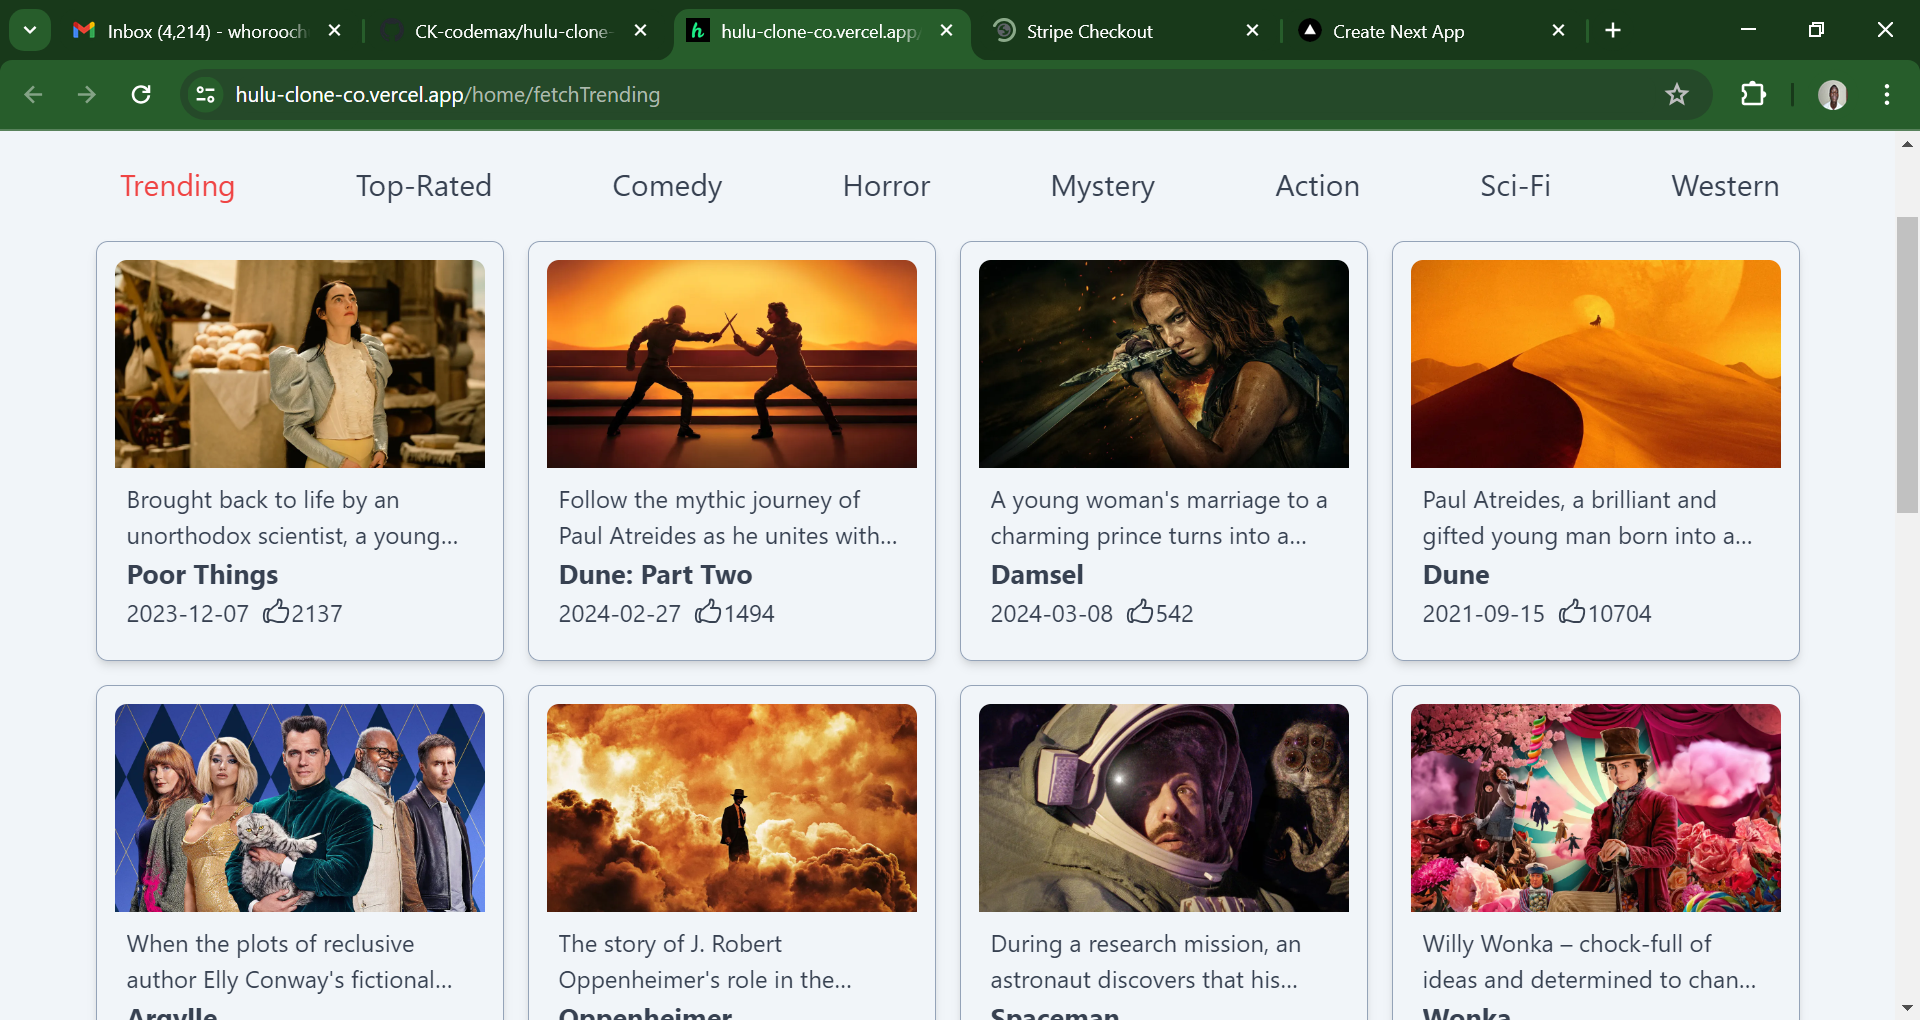 Inbox (4,214) - whorooch
CK-codemax/hulu-clone-
hulu-clone-co.vercel.app/
Stripe Checkout
Create Next App
hulu-clone-co.vercel.app/home/fetchTrending
Trending Top-Rated Comedy Horror Mystery Action Sci-Fi Western
Brought back to life by an
unorthodox scientist, a young...
Poor Things
2023-12-07 2137
Follow the mythic journey of
Paul Atreides as he unites with...
Dune: Part Two
2024-02-27 1494
A young woman's marriage to a
charming prince turns into a...
Damsel
2024-03-08 542
Paul Atreides, a brilliant and
gifted young man born into a...
Dune
2021-09-15 10704
When the plots of reclusive
author Elly Conway's fictional...
Argylle
The story of J. Robert
Oppenheimer's role in the...
Oppenheimer
During a research mission, an
astronaut discovers that his...
Spaceman
Willy Wonka – chock-full of
ideas and determined to chan...
Wonka